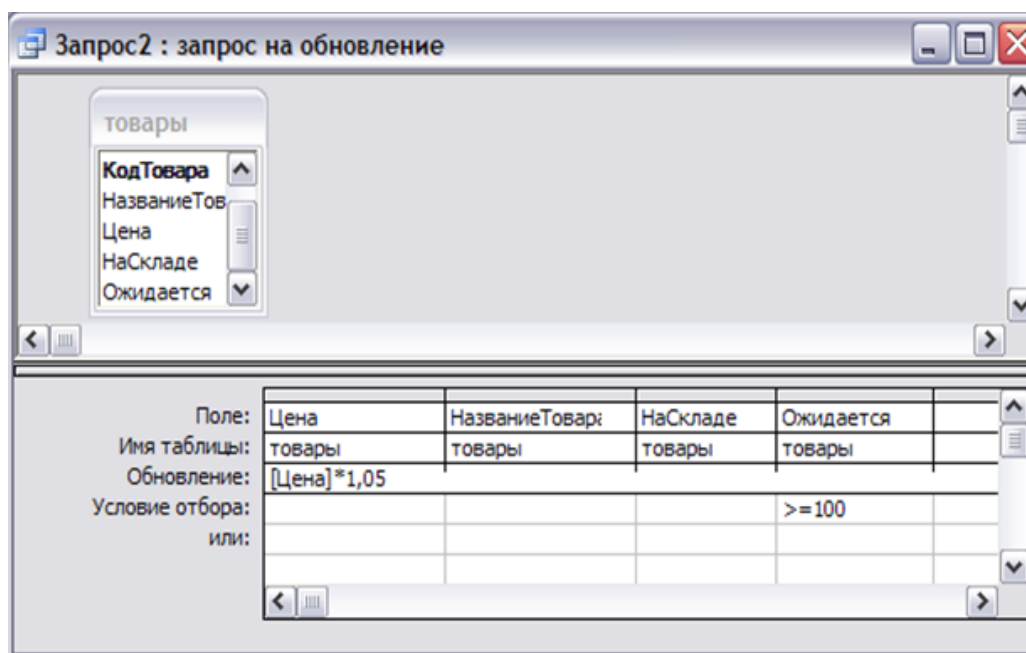 Запрос2 : запрос на обновление
товары
КодТовара
НазваниеТов
Цена
НаСкладе
Ожидается
Поле: Цена НазваниеТовара НаСкладе Ожидается
Имя таблицы: товары товары товары товары
Обновление: [Цена]*1,05
Условие отбора: >=100
или: